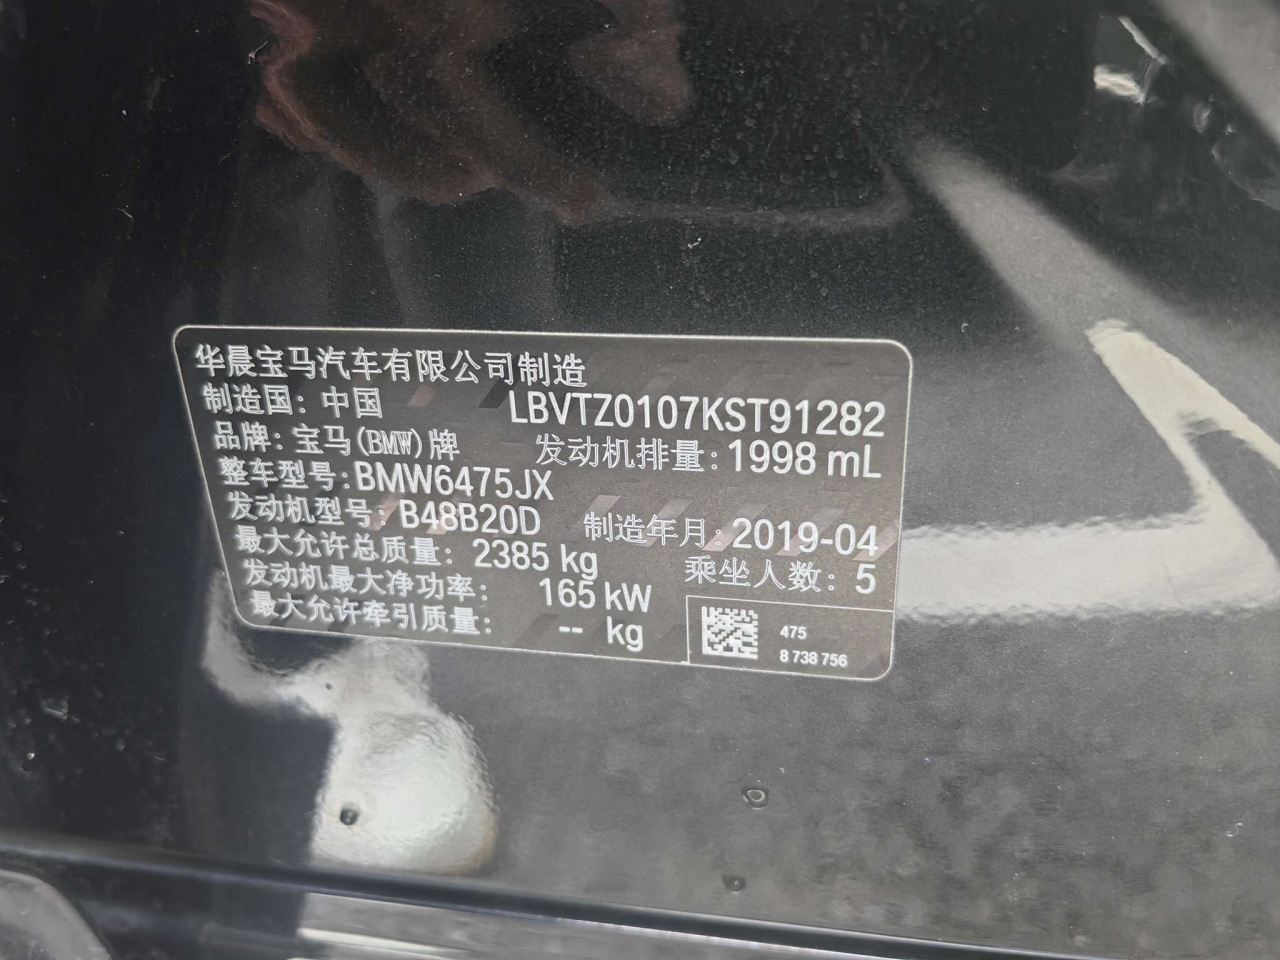 华晨宝马汽车有限公司制造
制造国：中国 LBVTZ0107KST91282
品牌：宝马(BMW)牌 发动机排量：1998 mL
整车型号：BMW6475JX
发动机型号：B48B20D 制造年月：2019-04
最大允许总质量：2385 kg 乘坐人数：5
发动机最大净功率：165 kW
最大允许牵引质量：-- kg
475
8 738 756